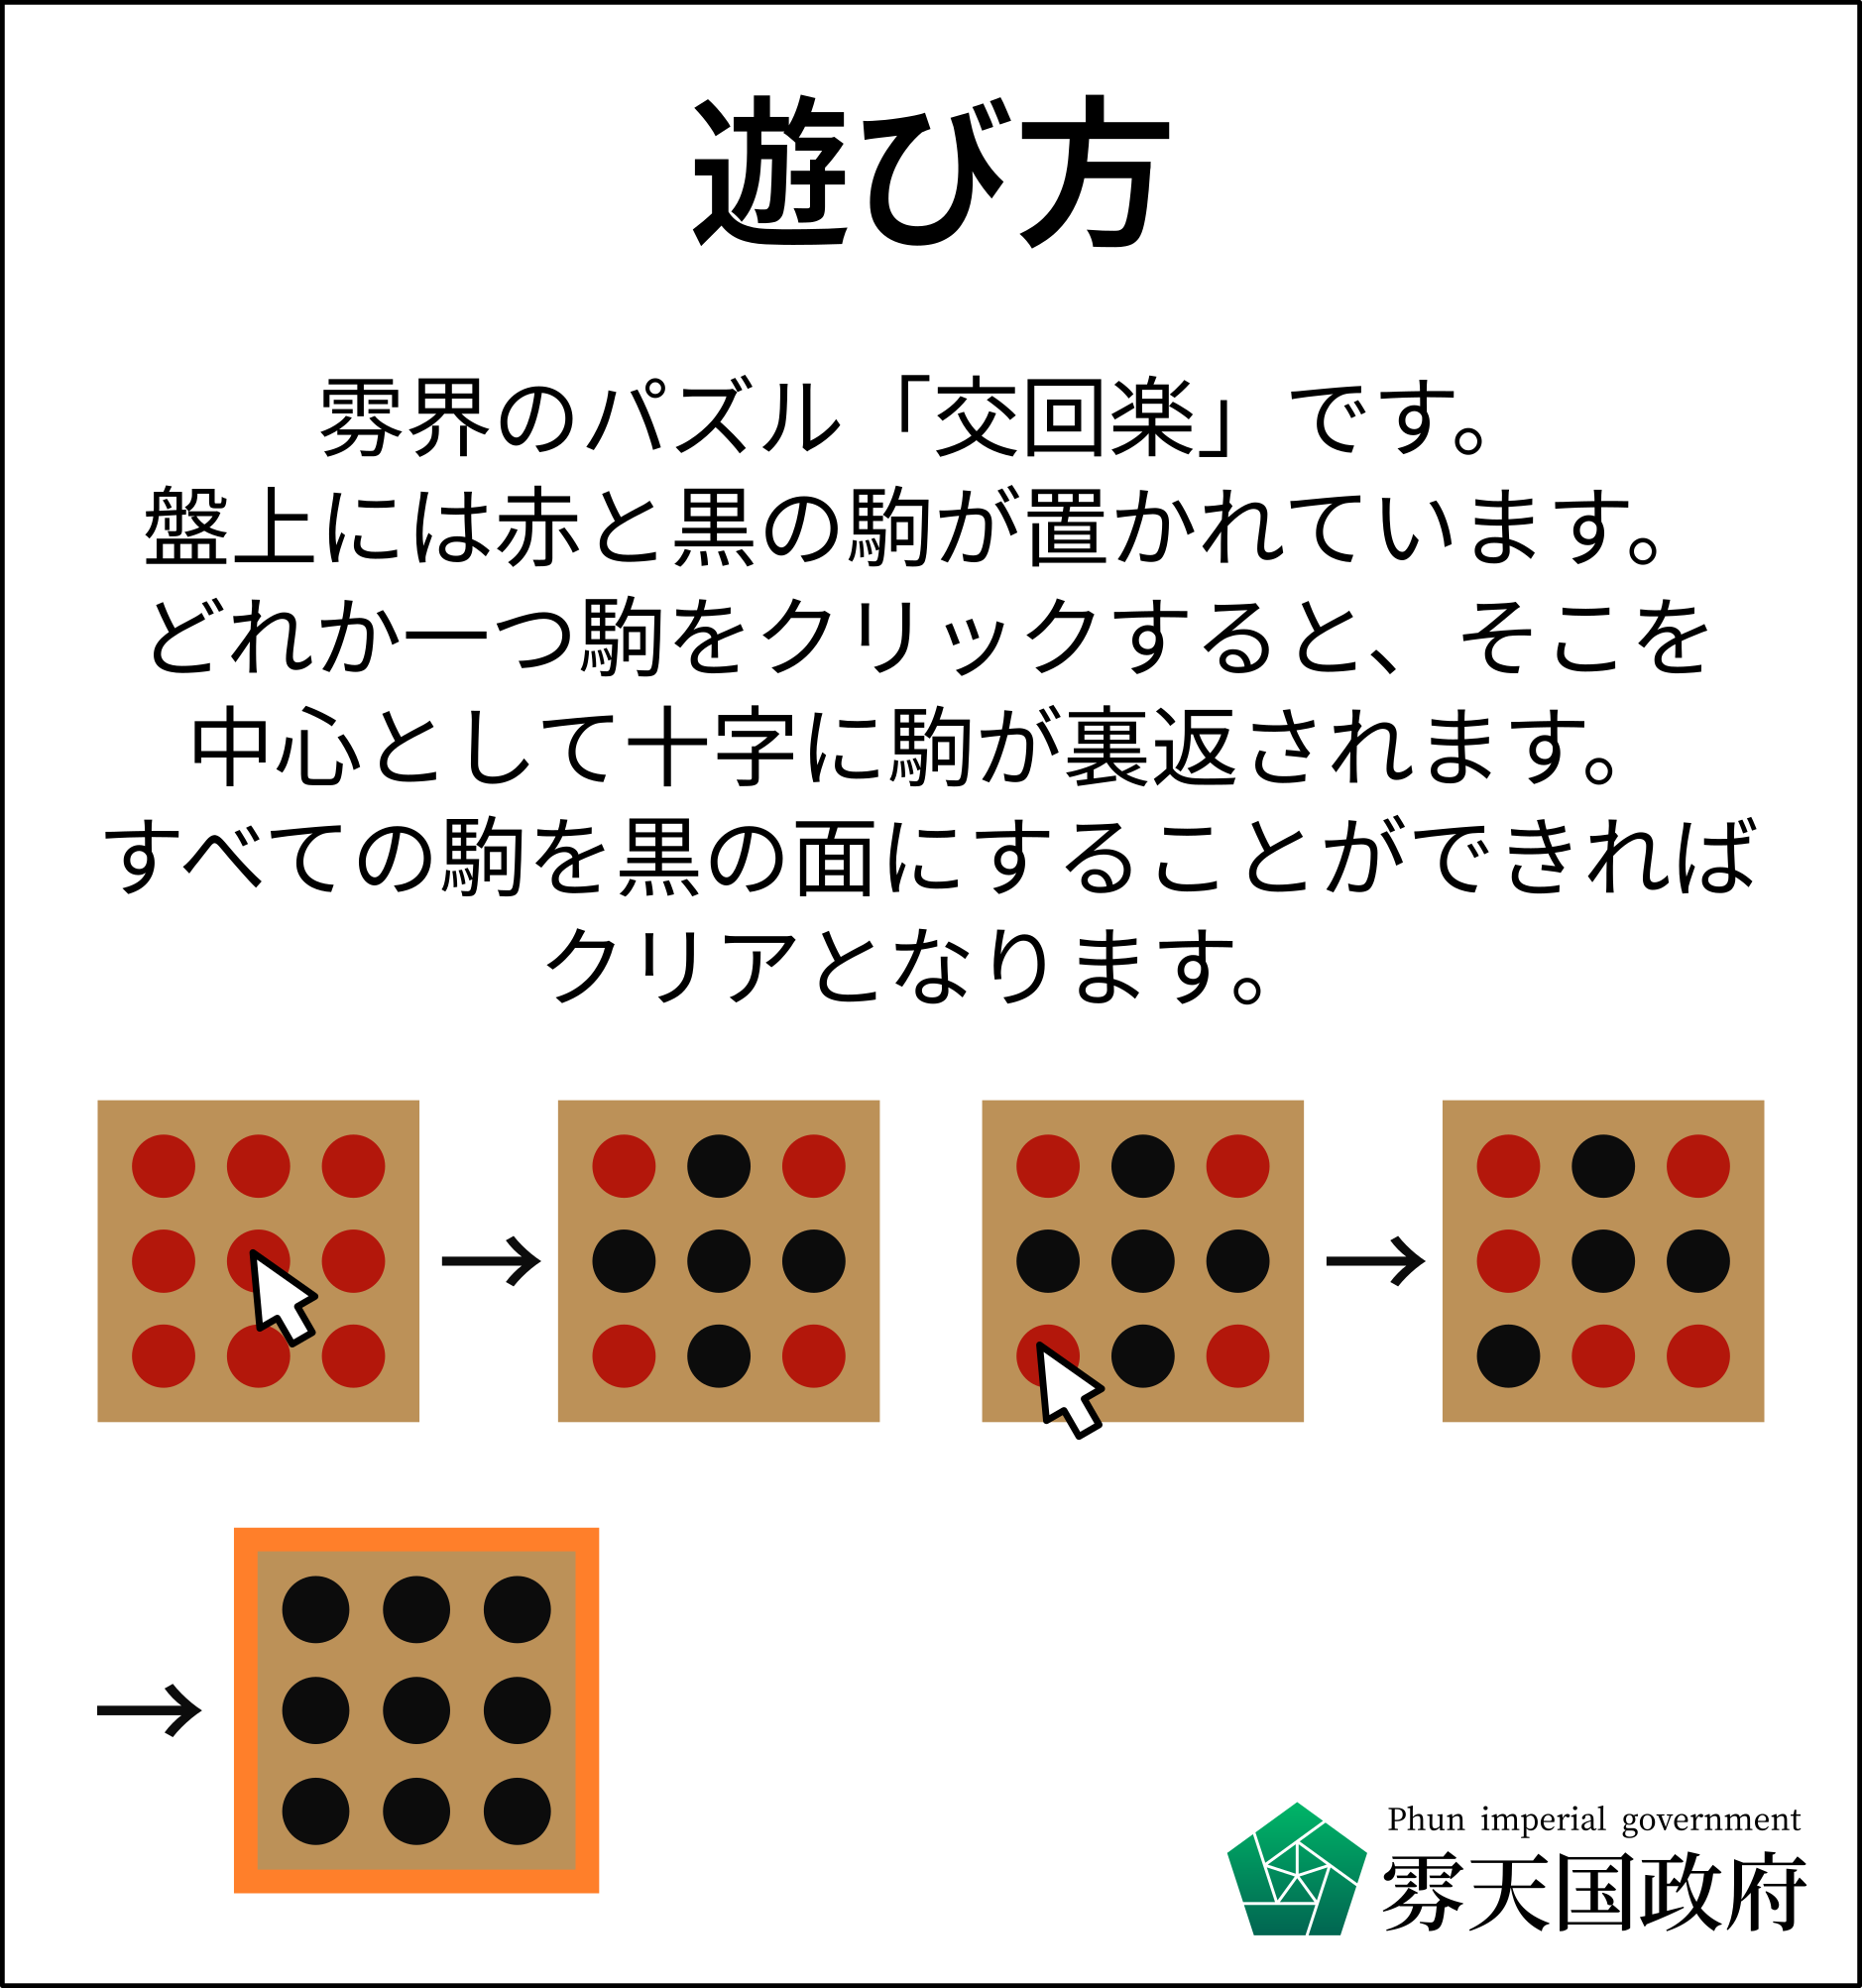 遊び方
雰界のパズル「交回楽」です。
盤上には赤と黒の駒が置かれています。
どれか一つ駒をクリックすると、そこを
中心として十字に駒が裏返されます。
すべての駒を黒の面にすることができれば
クリアとなります。
Phun imperial government
雰天国政府